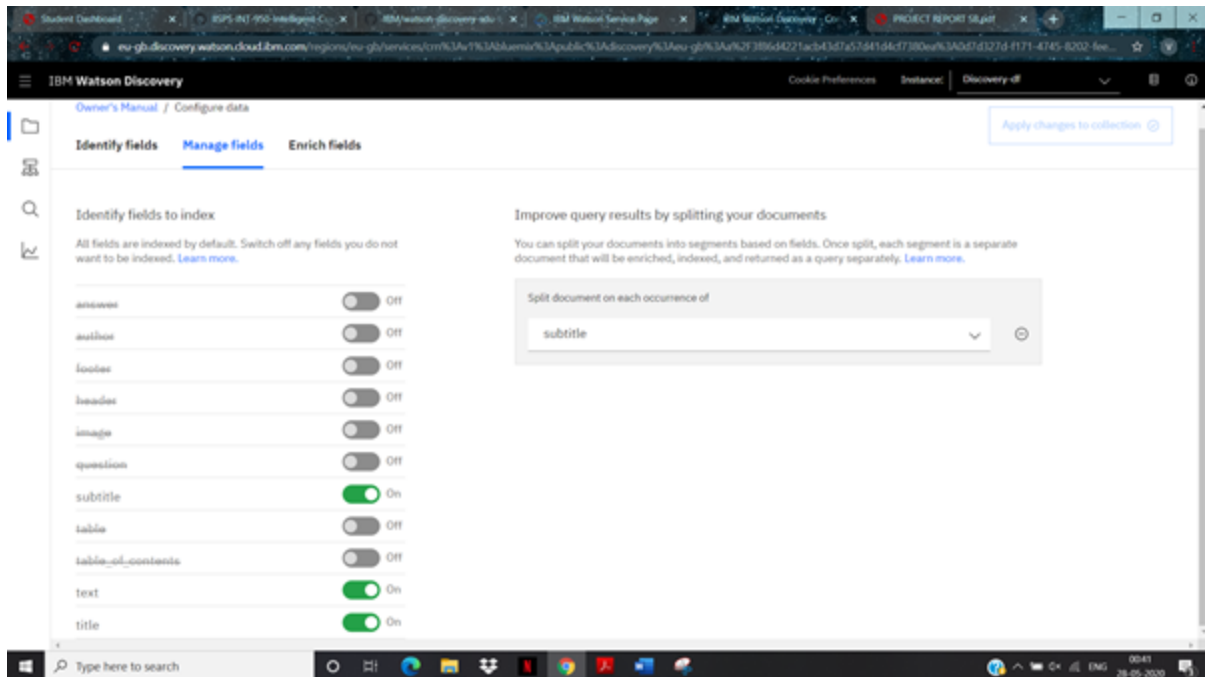 Student Dashboard
IBM Watson Service Page
IBM Watson Discovery - Co
PROJECT REPORT SB.pdf
IBM Watson Discovery
Cookie Preferences
Instance:
Discovery-df
Owner's Manual / Configure data
Apply changes to collection
Identify fields
Manage fields
Enrich fields
Identify fields to index
All fields are indexed by default. Switch off any fields you do not
want to be indexed. Learn more.
answer Off
author Off
footer Off
header Off
image Off
question Off
subtitle On
table Off
table_of_contents Off
text On
title On
Improve query results by splitting your documents
You can split your documents into segments based on fields. Once split, each segment is a separate
document that will be enriched, indexed, and returned as a query separately. Learn more.
Split document on each occurrence of
subtitle
Type here to search
ENG
00:41
28-05-2020